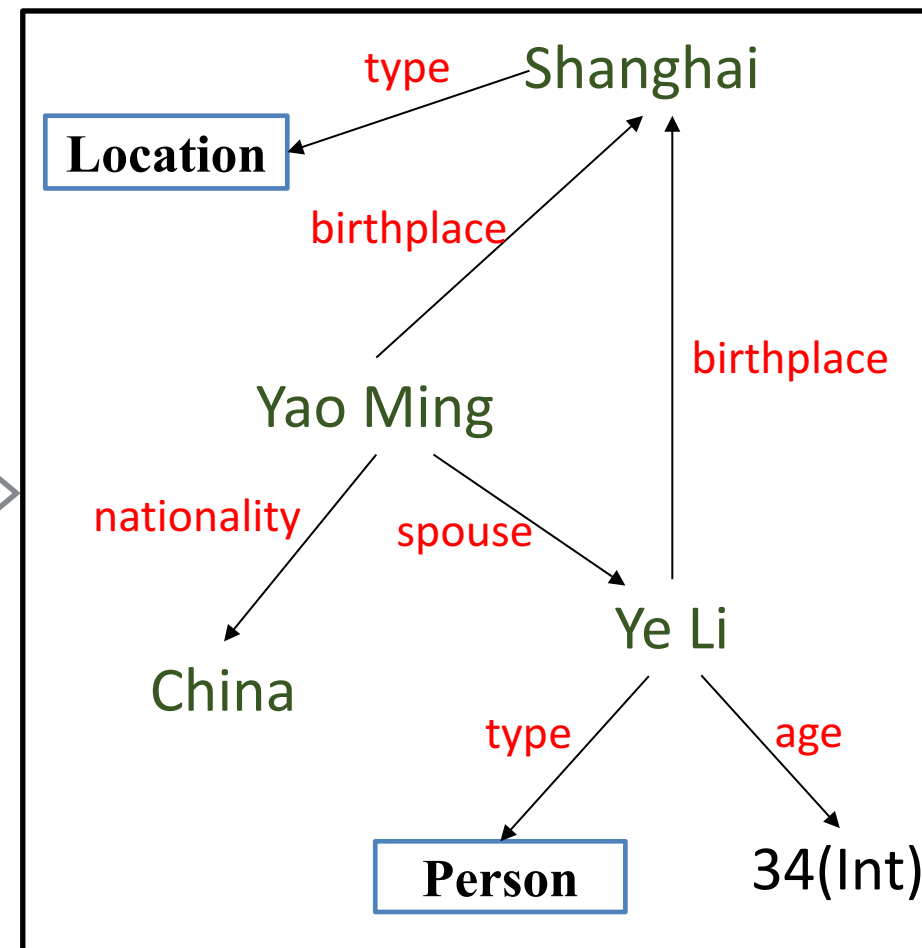 type
Shanghai
Location
birthplace
birthplace
Yao Ming
nationality
spouse
Ye Li
China
type
age
Person
34(Int)